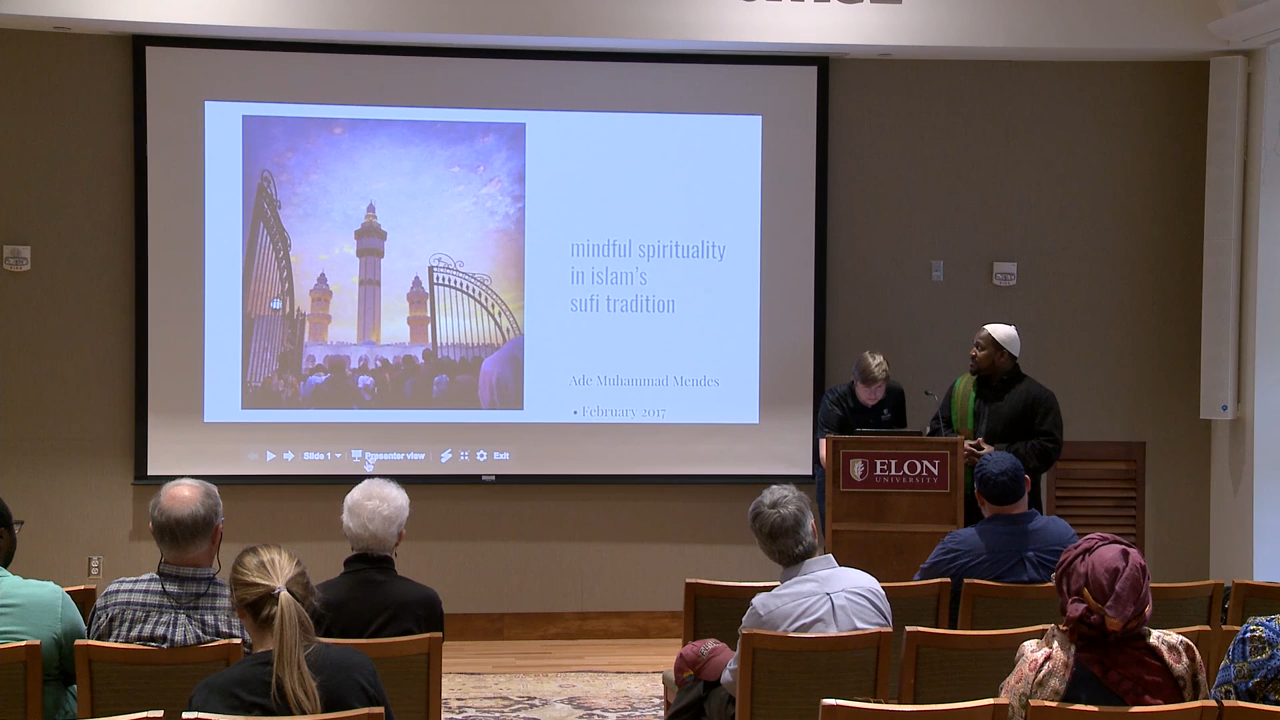 mindful spirituality
in islam's
sufi tradition
Ade Muhammad Mendes
• February 2017
Slide 1
Presenter view
Exit
ELON
UNIVERSITY